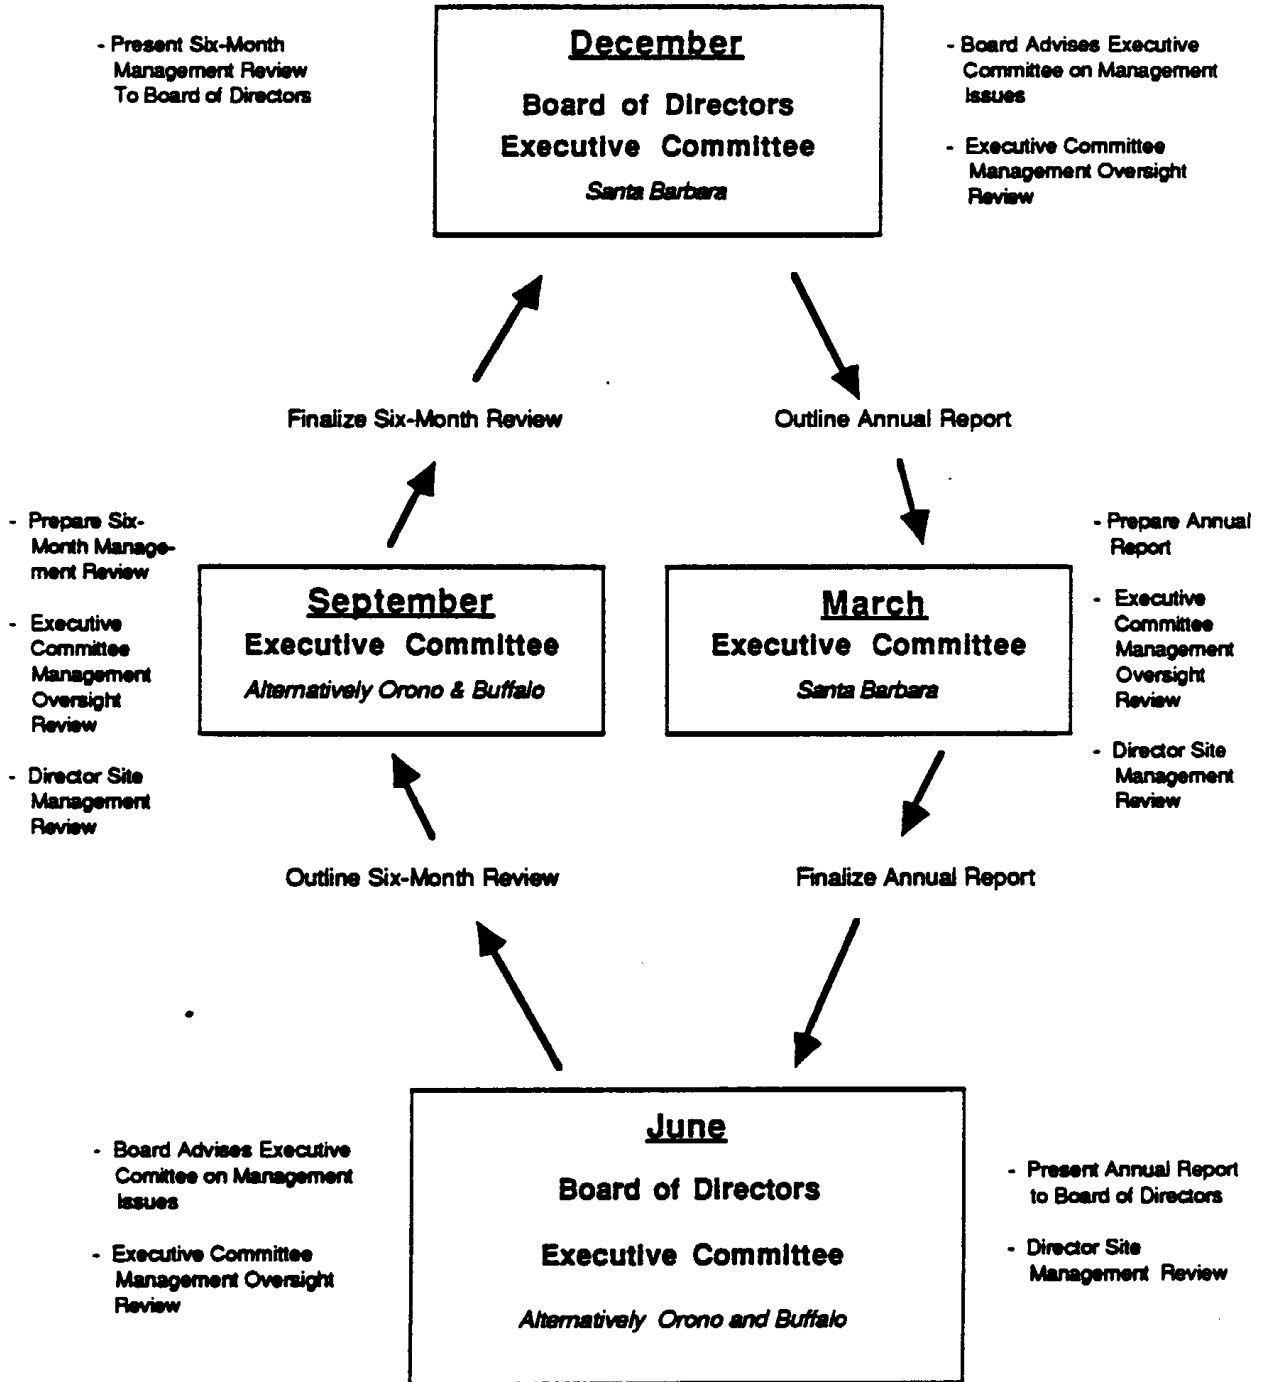 - Present Six-Month
Management Review
To Board of Directors
December
Board of Directors
Executive Committee
Santa Barbara
- Board Advises Executive
Committee on Management
Issues
- Executive Committee
Management Oversight
Review
Finalize Six-Month Review
Outline Annual Report
- Prepare Six-
Month Manage-
ment Review
- Executive
Committee
Management
Oversight
Review
- Director Site
Management
Review
September
Executive Committee
Alternatively Orono & Buffalo
March
Executive Committee
Santa Barbara
- Prepare Annual
Report
- Executive
Committee
Management
Oversight
Review
- Director Site
Management
Review
Outline Six-Month Review
Finalize Annual Report
- Board Advises Executive
Comittee on Management
Issues
- Executive Committee
Management Oversight
Review
June
Board of Directors
Executive Committee
Alternatively Orono and Buffalo
- Present Annual Report
to Board of Directors
- Director Site
Management Review